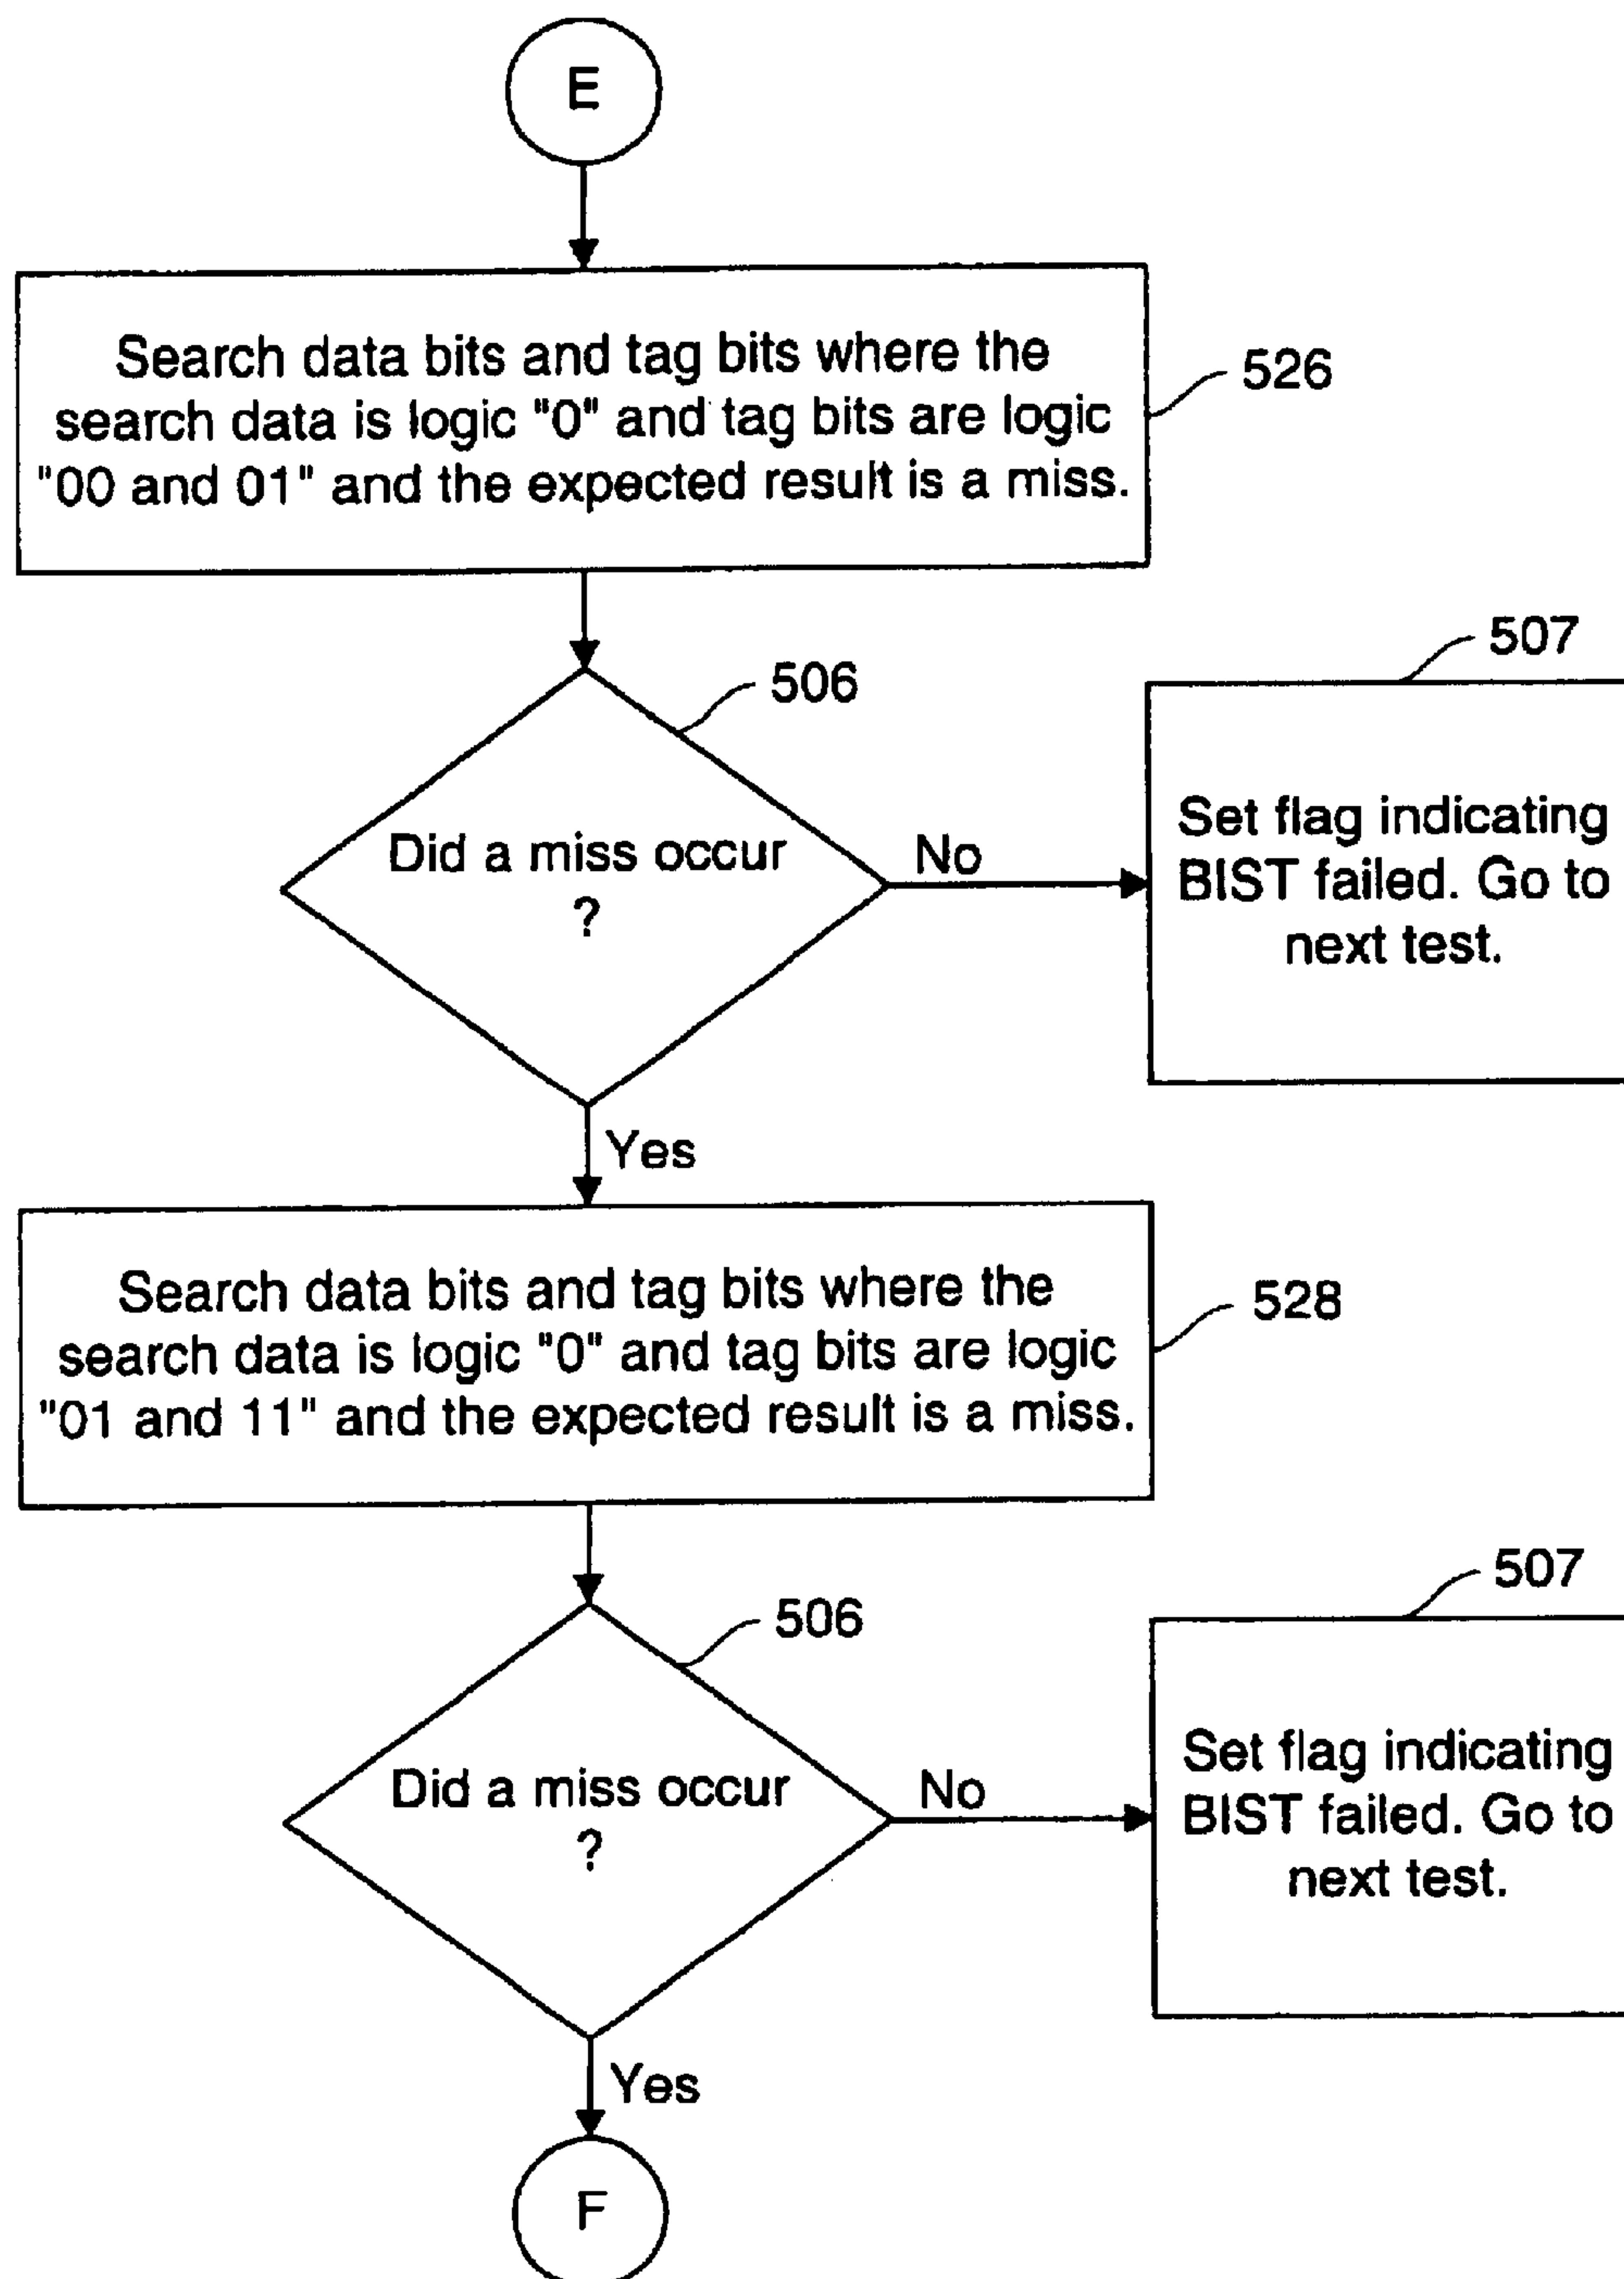 E
Search data bits and tag bits where the
search data is logic "0" and tag bits are logic
"00 and 01" and the expected result is a miss.
526
506
507
Did a miss occur
?
No
Set flag indicating
BIST failed. Go to
next test.
Yes
Search data bits and tag bits where the
search data is logic "0" and tag bits are logic
"01 and 11" and the expected result is a miss.
528
506
507
Did a miss occur
?
No
Set flag indicating
BIST failed. Go to
next test.
Yes
F